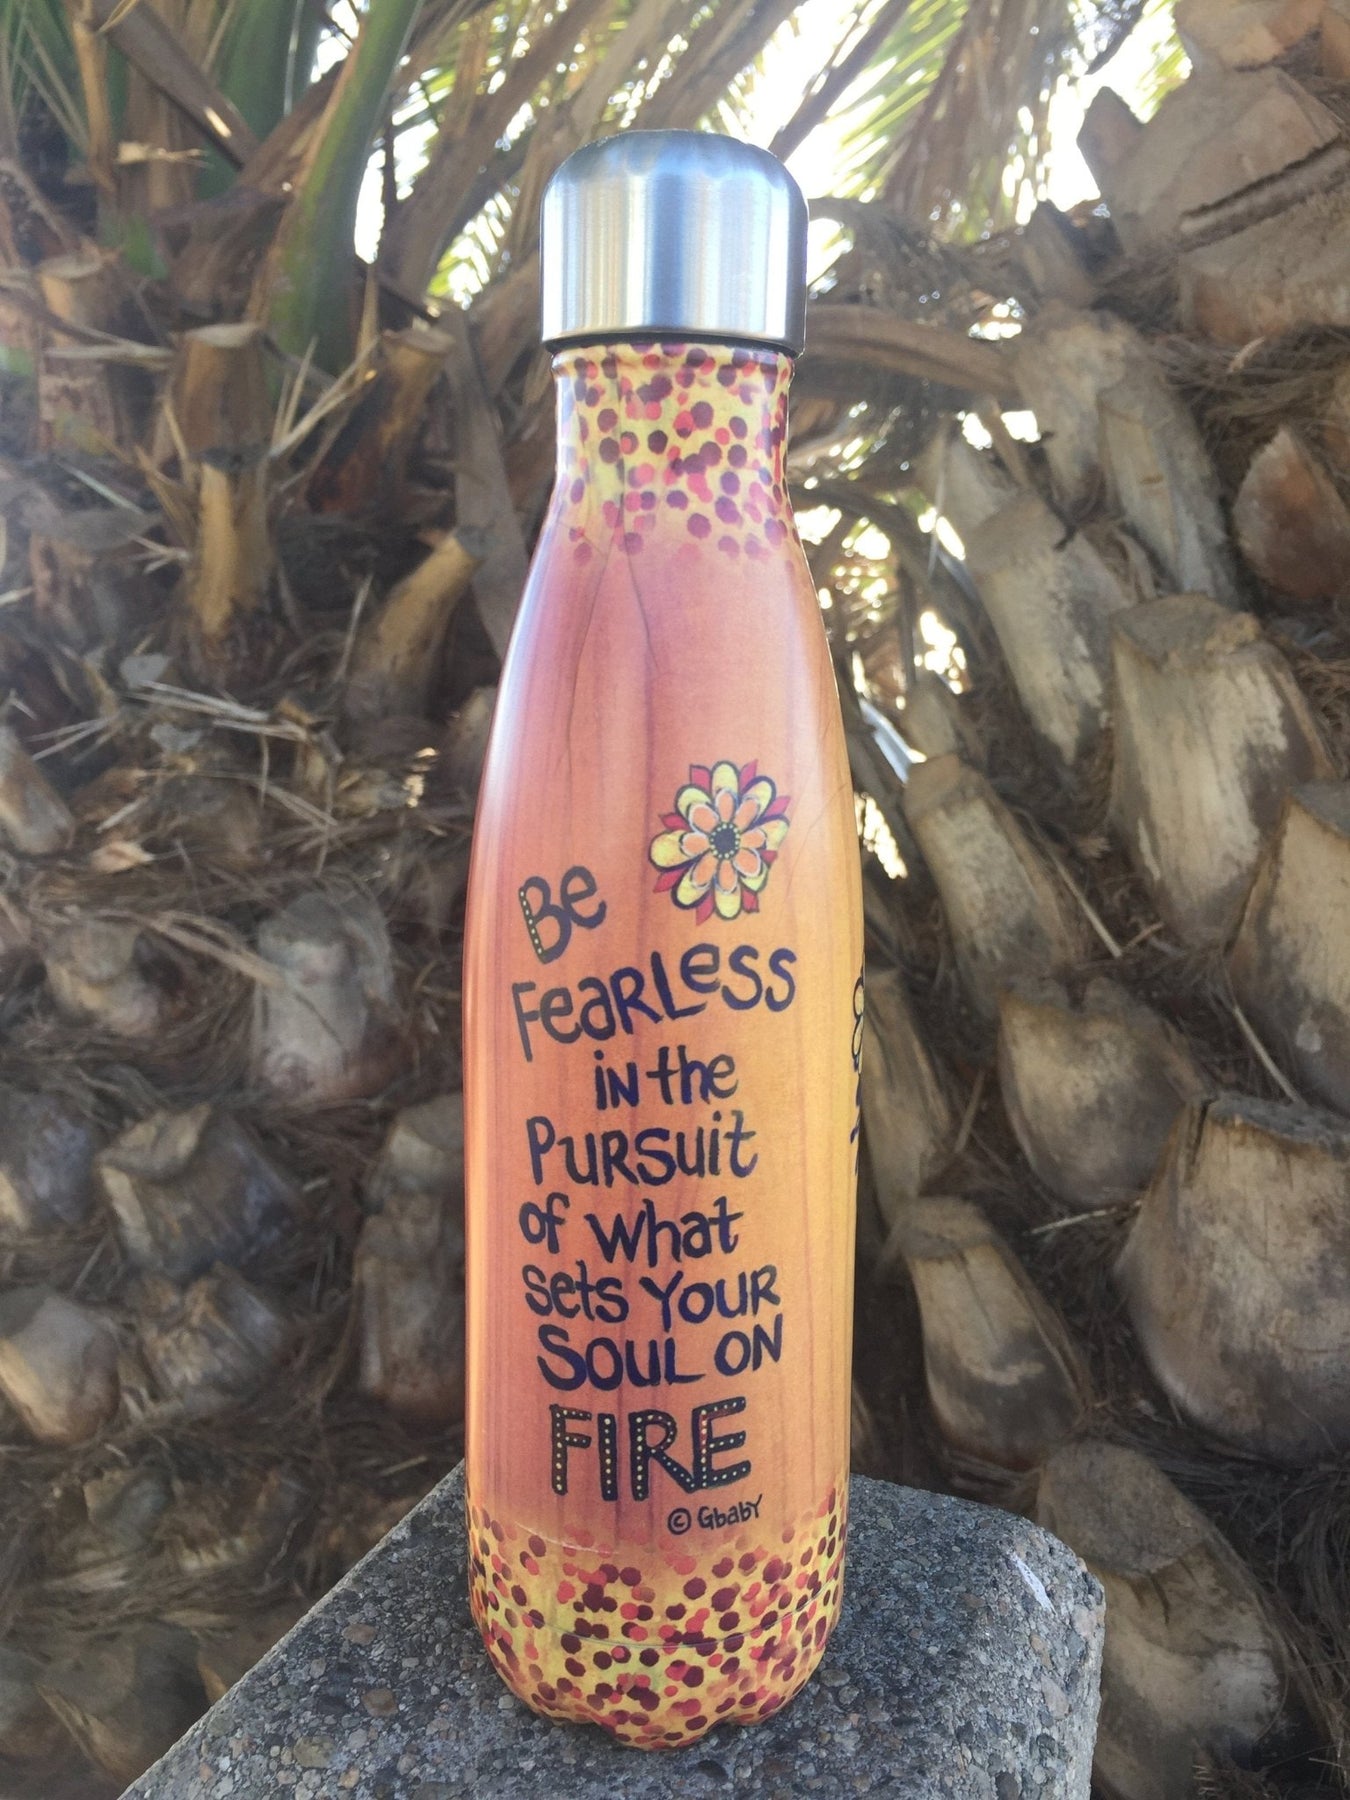 Be
FeaRLess
iN the
PURSuit
of what
sets YOUR
SOUL ON
FIRE
© GbabY